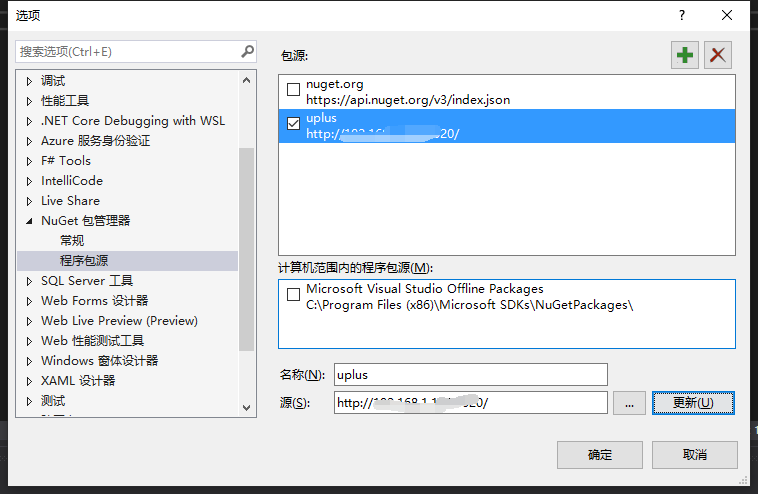 选项
?
搜索选项(Ctrl+E)
调试
性能工具
.NET Core Debugging with WSL
Azure 服务身份验证
F# Tools
IntelliCode
Live Share
NuGet 包管理器
常规
程序包源
SQL Server 工具
Web Forms 设计器
Web Live Preview (Preview)
Web 性能测试工具
Windows 窗体设计器
XAML 设计器
测试
包源:
nuget.org
https://api.nuget.org/v3/index.json
uplus
http://
20/
计算机范围内的程序包源(M):
Microsoft Visual Studio Offline Packages
C:\Program Files (x86)\Microsoft SDKs\NuGetPackages\
名称(N):
uplus
源(S):
http://
20/
...
更新(U)
确定
取消